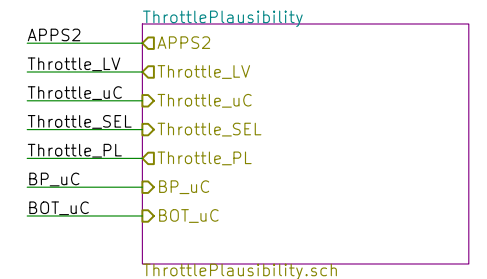 ThrottlePlausibility
APPS2 APPS2
Throttle_LV Throttle_LV
Throttle_uC Throttle_uC
Throttle_SEL Throttle_SEL
Throttle_PL Throttle_PL
BP_uC BP_uC
BOT_uC BOT_uC
ThrottlePlausibility.sch